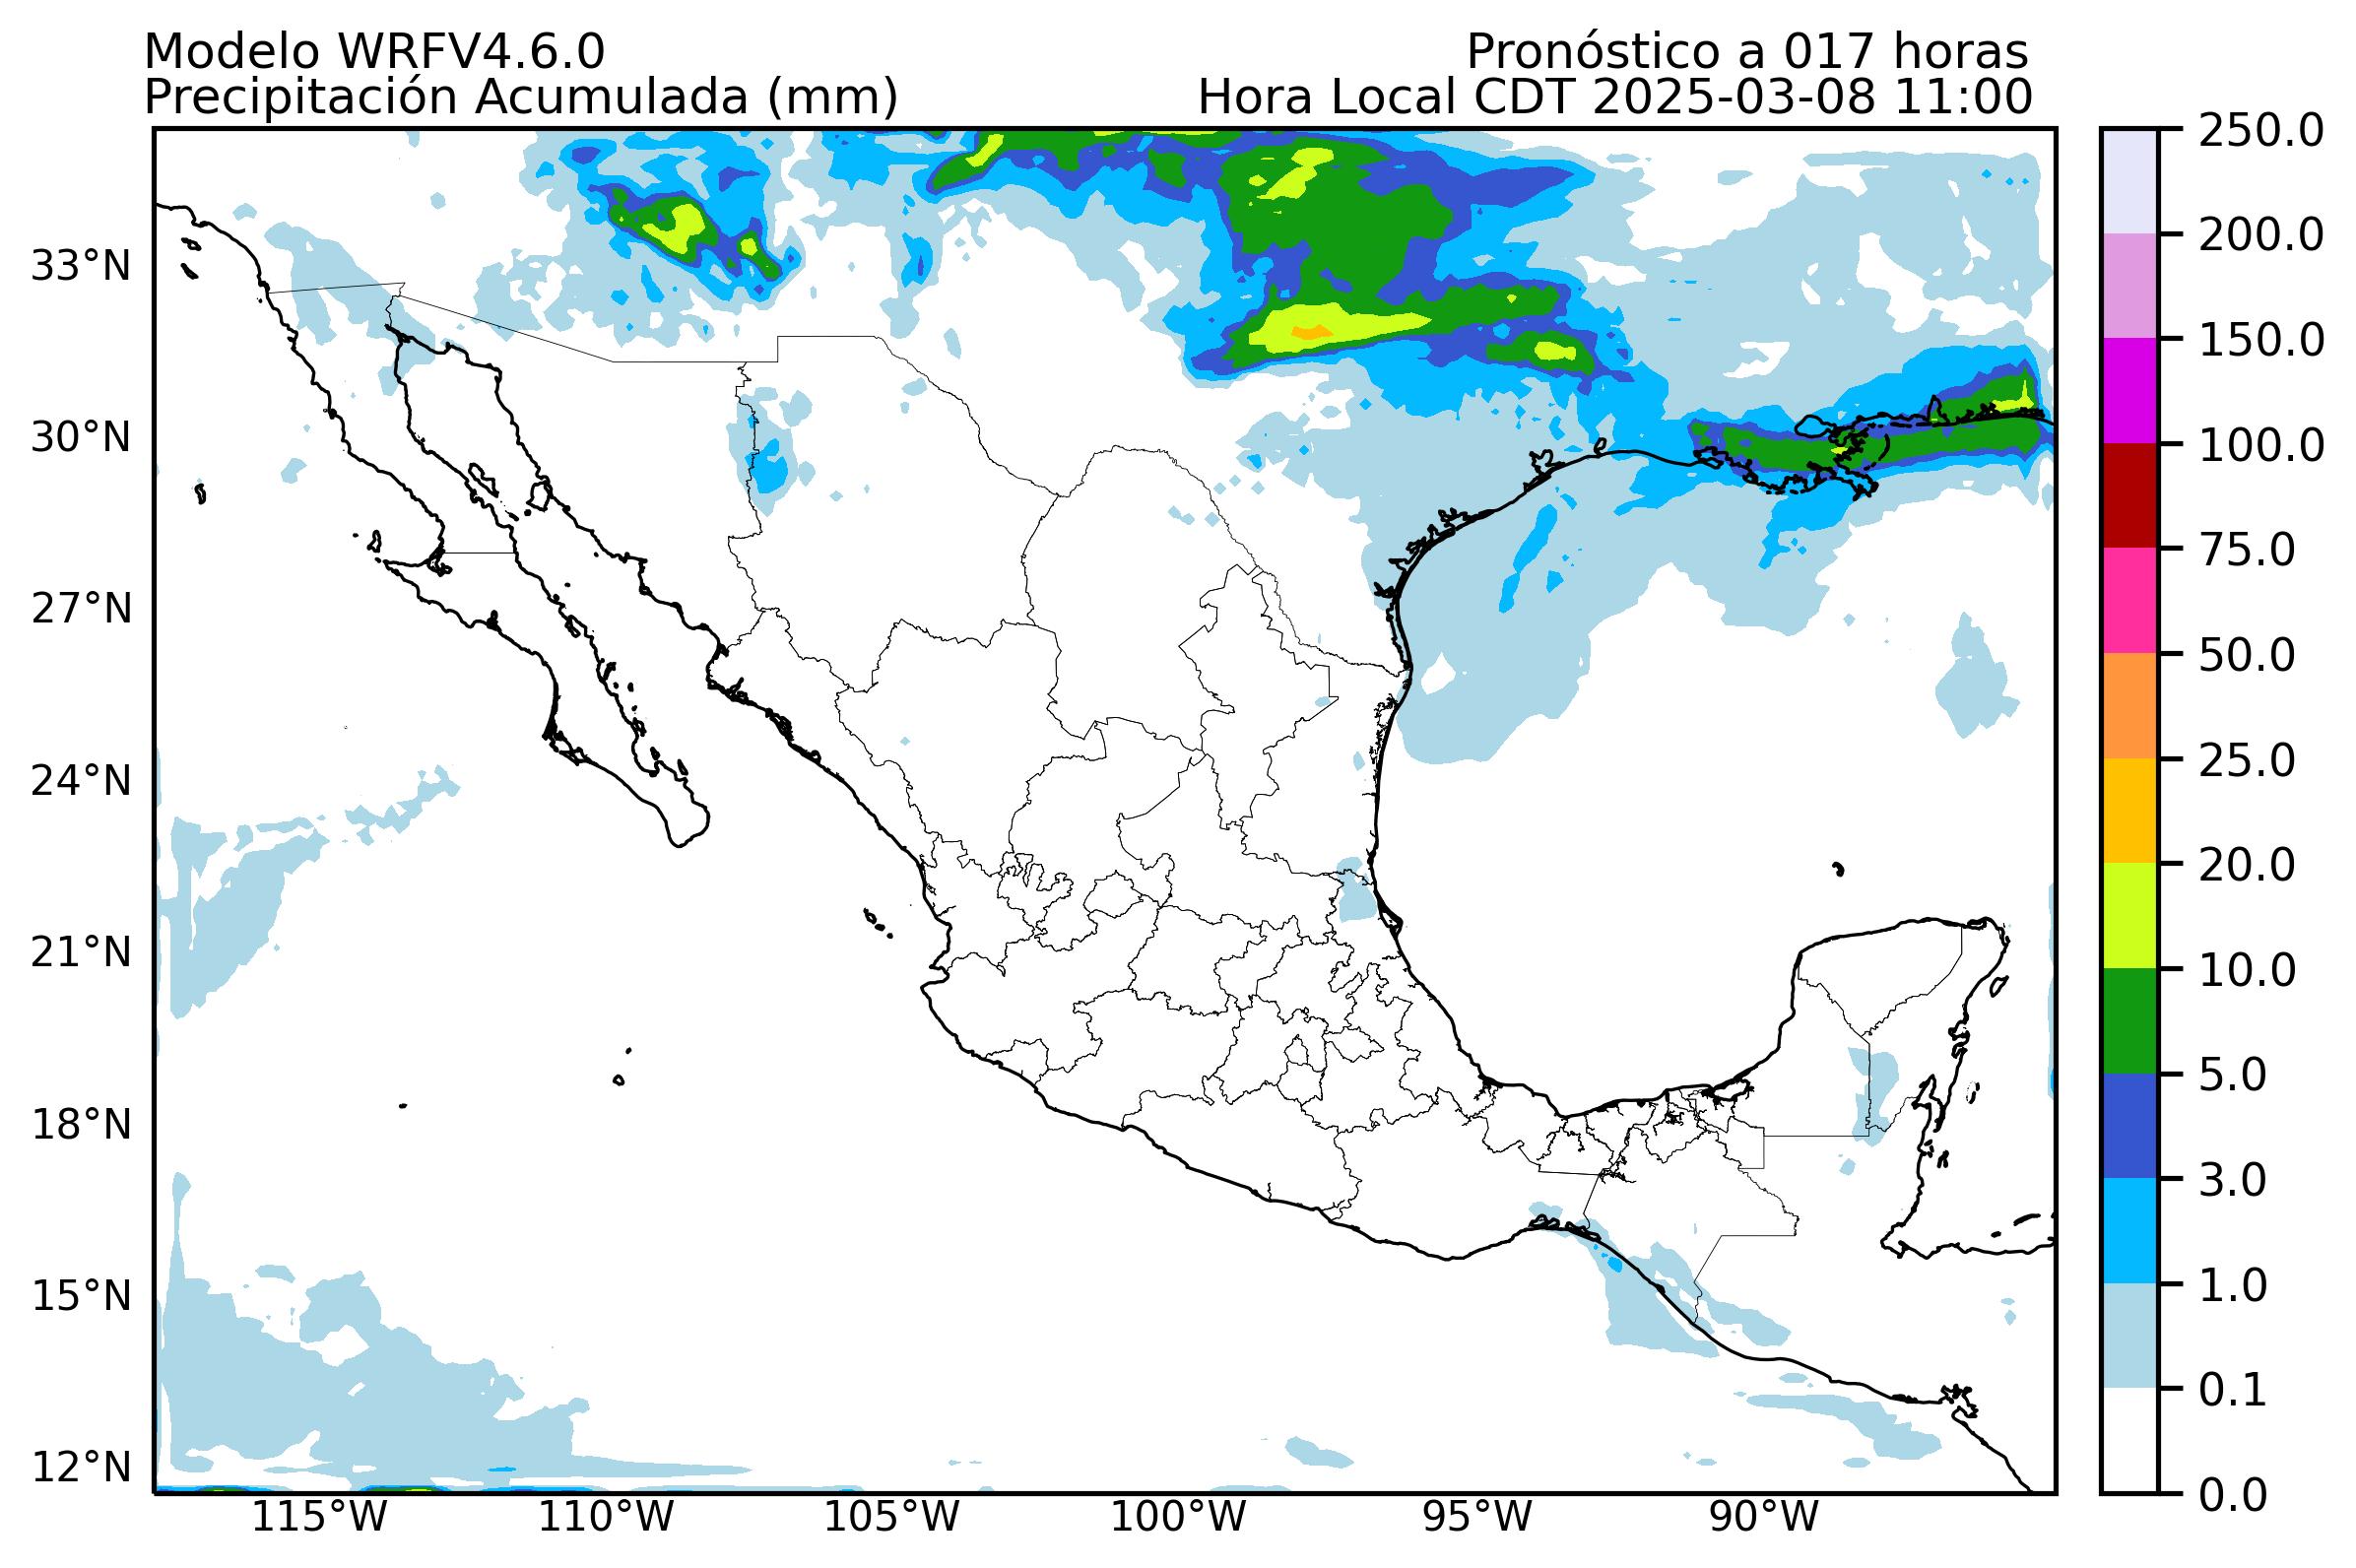 Modelo WRFV4.6.0
Pronóstico a 017 horas
Precipitación Acumulada (mm)
Hora Local CDT 2025-03-08 11:00
33°N
30°N
27°N
24°N
21°N
18°N
15°N
12°N
115°W
110°W
105°W
100°W
95°W
90°W
250.0
200.0
150.0
100.0
75.0
50.0
25.0
20.0
10.0
5.0
3.0
1.0
0.1
0.0